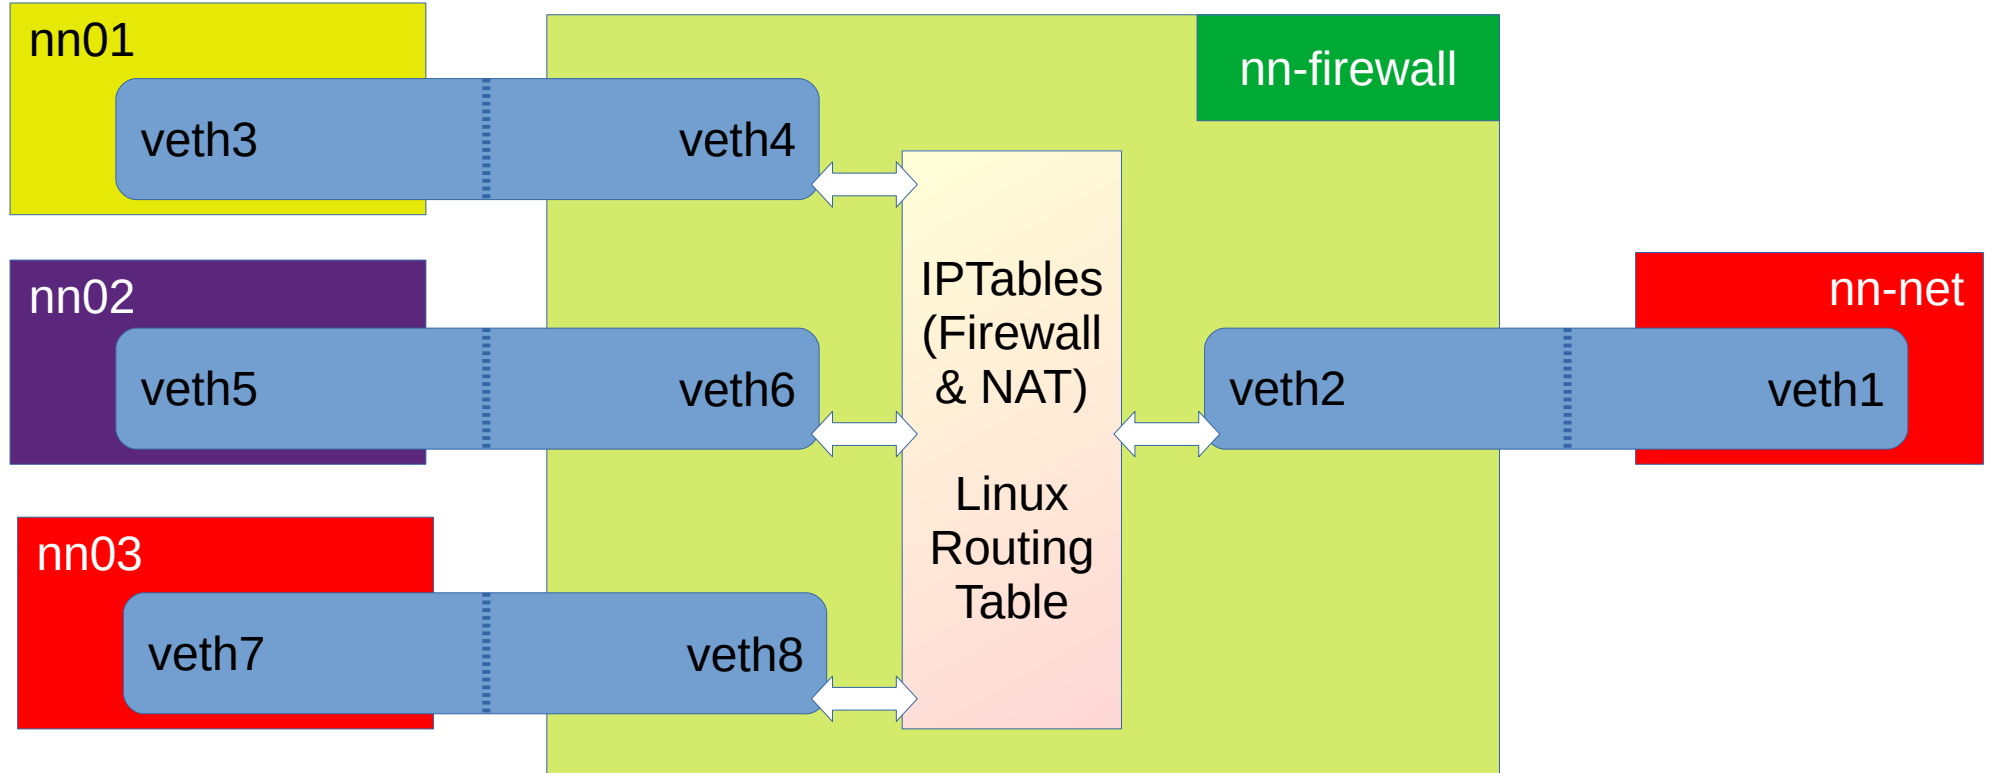 nn01
veth3
veth4
nn-firewall
nn02
veth5
veth6
IPTables
(Firewall
& NAT)
Linux
Routing
Table
nn-net
veth2
veth1
nn03
veth7
veth8